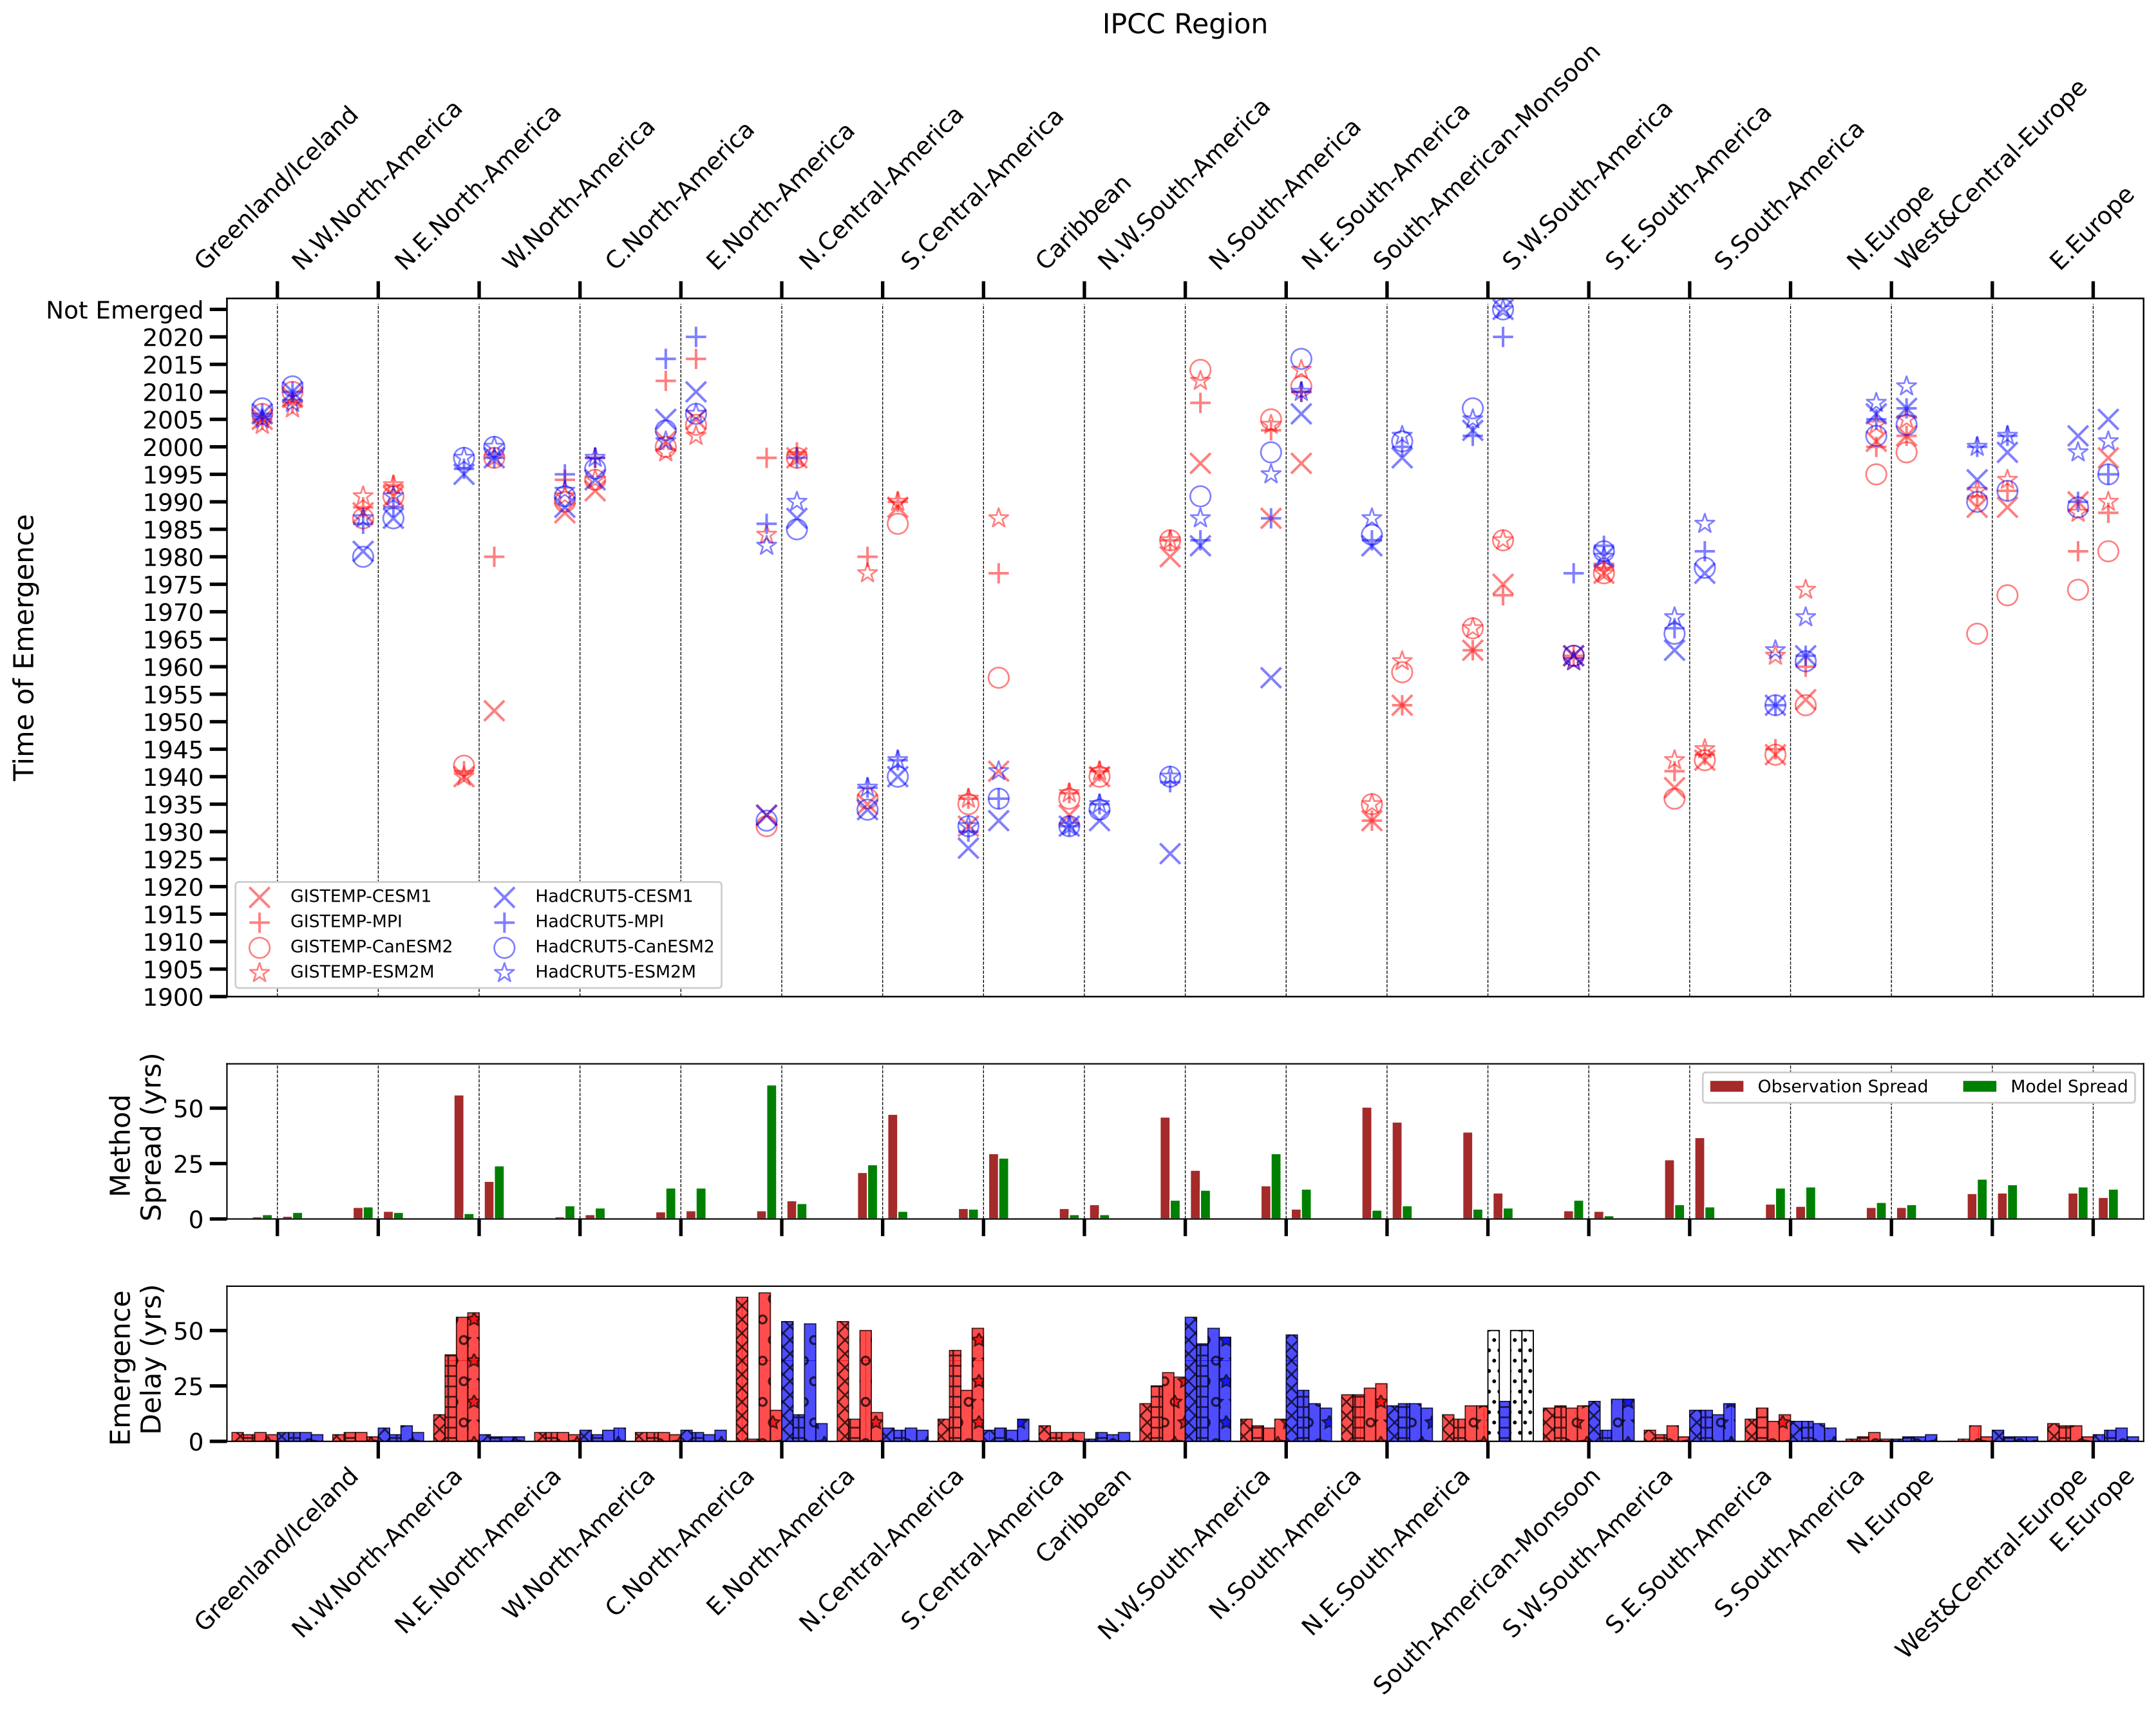 IPCC Region
Greenland/Iceland
N.W.North-America
N.E.North-America
W.North-America
C.North-America
E.North-America
N.Central-America
S.Central-America
Caribbean
N.W.South-America
N.South-America
N.E.South-America
South-American-Monsoon
S.W.South-America
S.E.South-America
S.South-America
N.Europe
West&Central-Europe
E.Europe
Time of Emergence
Not Emerged
2020
2015
2010
2005
2000
1995
1990
1985
1980
1975
1970
1965
1960
1955
1950
1945
1940
1935
1930
1925
1920
1915
1910
1905
1900
GISTEMP-CESM1
GISTEMP-MPI
GISTEMP-CanESM2
GISTEMP-ESM2M
HadCRUT5-CESM1
HadCRUT5-MPI
HadCRUT5-CanESM2
HadCRUT5-ESM2M
Method
Spread (yrs)
50
25
0
Observation Spread
Model Spread
Emergence
Delay (yrs)
50
25
0
Greenland/Iceland
N.W.North-America
N.E.North-America
W.North-America
C.North-America
E.North-America
N.Central-America
S.Central-America
Caribbean
N.W.South-America
N.South-America
N.E.South-America
South-American-Monsoon
S.W.South-America
S.E.South-America
S.South-America
N.Europe
West&Central-Europe
E.Europe